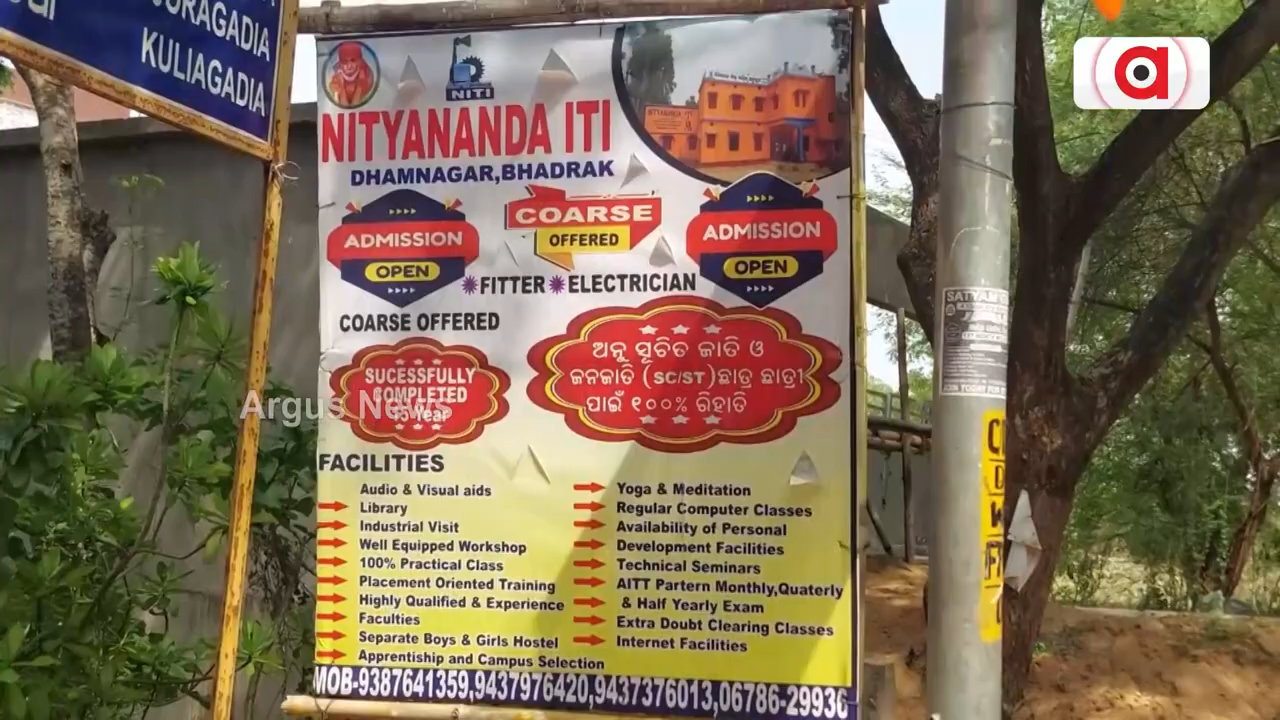 SURAGADIA
KULIAGADIA
NITI
NITYANANDA ITI
DHAMNAGAR,BHADRAK
ADMISSION
OPEN
COARSE
OFFERED
ADMISSION
OPEN
FITTER ELECTRICIAN
COARSE OFFERED
SUCESSFULLY
COMPLETED
15 Year
ଅନୁସୂଚିତ ଜାତି ଓ
ଜନଜାତି (SC/ST) ଛାତ୍ର ଛାତ୍ରୀ
ପାଇଁ ୧୦୦% ରିହାତି
Argus News
FACILITIES
Audio & Visual aids
Library
Industrial Visit
Well Equipped Workshop
100% Practical Class
Placement Oriented Training
Highly Qualified & Experience
Faculties
Separate Boys & Girls Hostel
Apprentiship and Campus Selection
Yoga & Meditation
Regular Computer Classes
Availability of Personal
Development Facilities
Technical Seminars
AITT Partern Monthly,Quaterly
& Half Yearly Exam
Extra Doubt Clearing Classes
Internet Facilities
MOB-9387641359,9437976420,9437376013,06786-29936
a
SATYAM